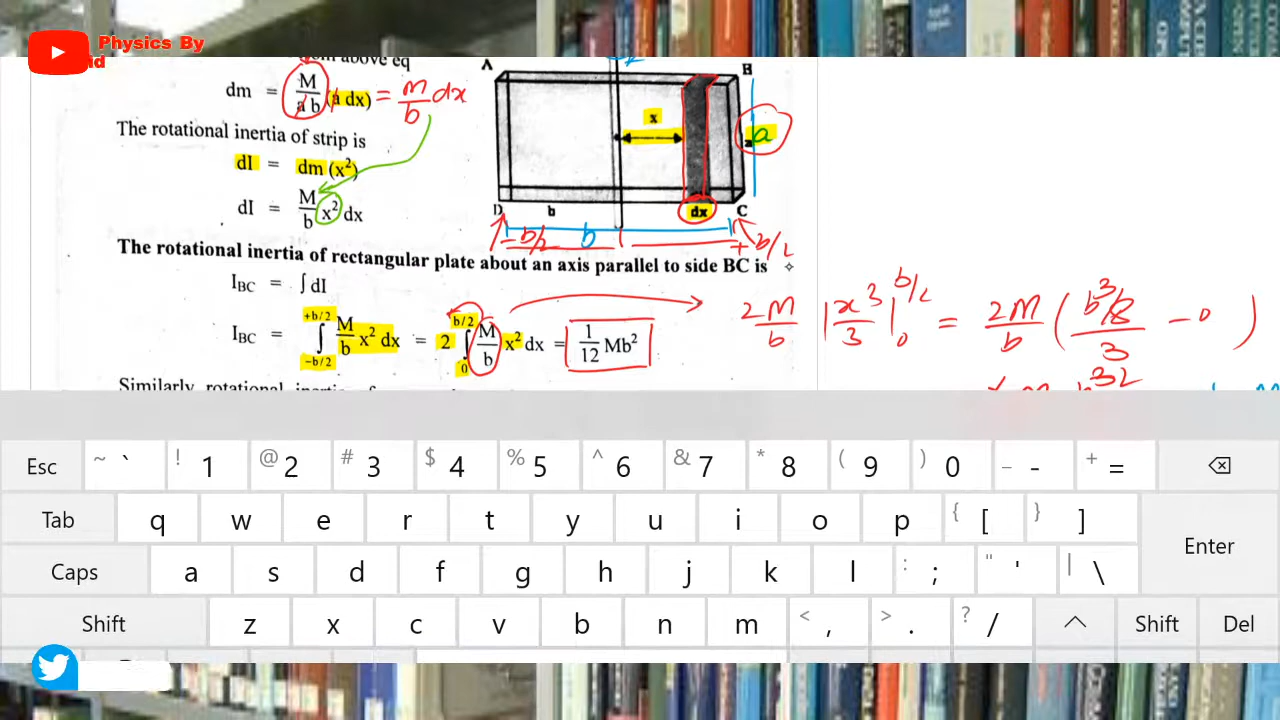 Physics By
nd
above eq
dm = M/ab (a dx) = M/b dx
The rotational inertia of strip is
dI = dm (x²)
dI = M/b x² dx
A
B
x
a
a
D
b
dx
C
-b/2
b
+b/2
The rotational inertia of rectangular plate about an axis parallel to side BC is
I_BC = ∫ dI
I_BC = ∫_{-b/2}^{+b/2} M/b x² dx = 2 ∫_0^{b/2} M/b x² dx = 1/12 Mb²
2M/b |x³/3|_0^{b/2} = 2M/b (b³/8/3 - 0)
Similarly rotational
Esc ~ ` ! 1 @ 2 # 3 $ 4 % 5 ^ 6 & 7 * 8 ( 9 ) 0 _ - + =
Tab q w e r t y u i o p { [ } ]
Enter
Caps a s d f g h j k l : ; " ' | \
Shift z x c v b n m < , > . ? / Shift Del